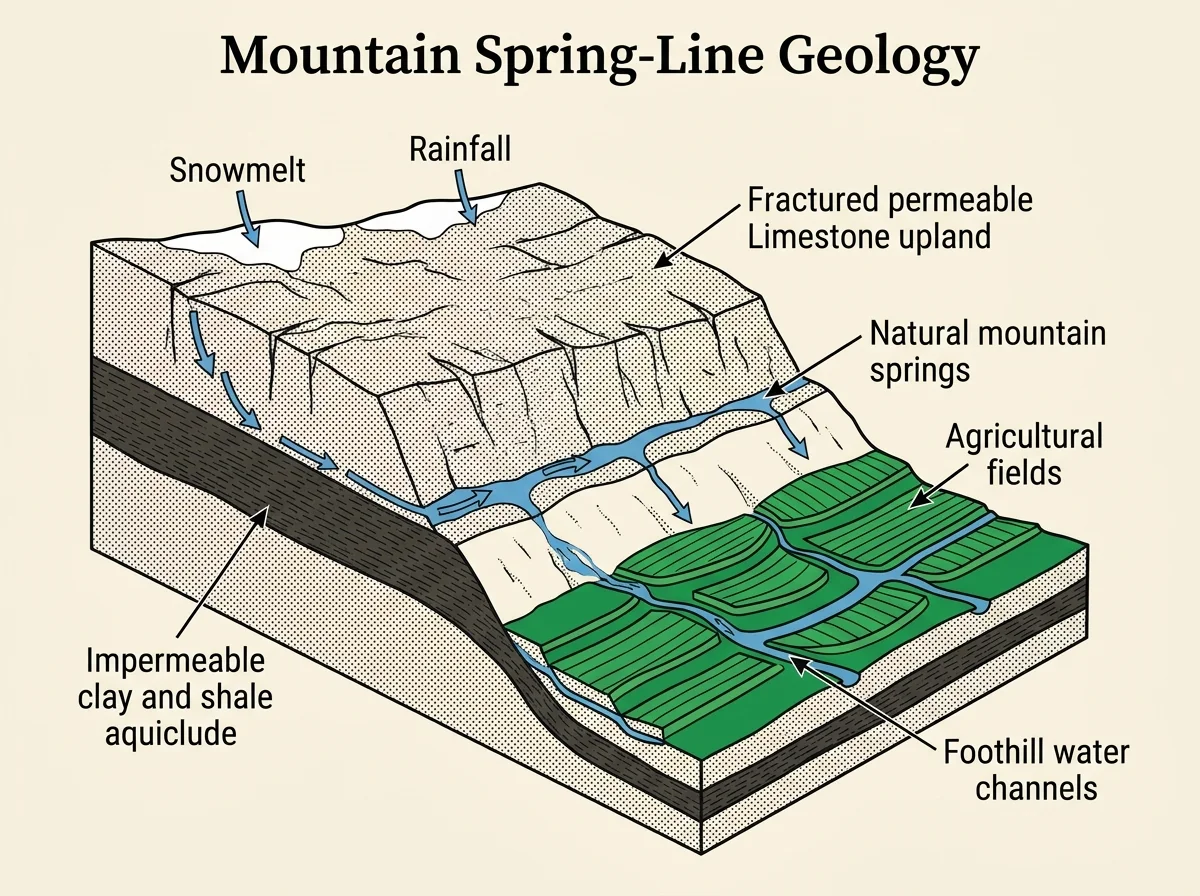 Mountain Spring-Line Geology
Snowmelt
Rainfall
Fractured permeable
Limestone upland
Natural mountain
springs
Agricultural
fields
Impermeable
clay and shale
aquiclude
Foothill water
channels